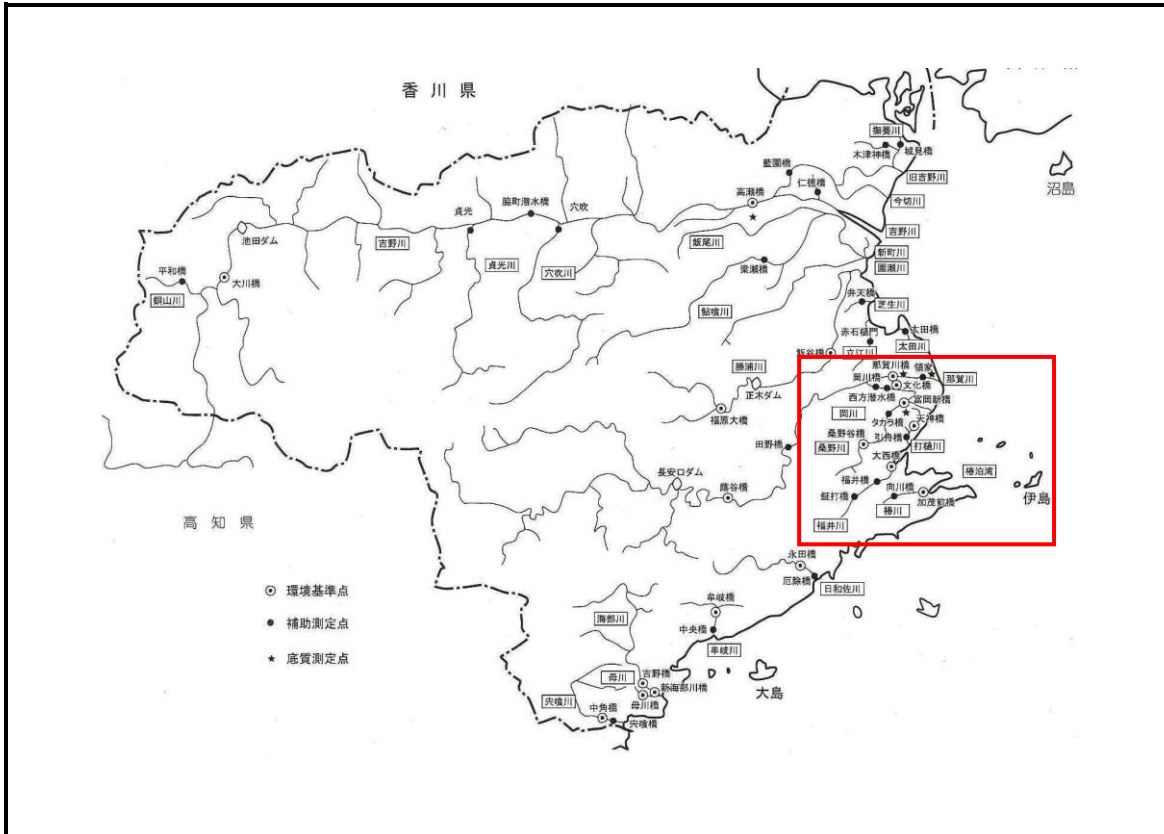 香川県
撫養川
木津神橋
城見橋
藍園橋
沼島
高瀬橋
仁徳橋
旧吉野川
今切川
脇町潜水橋
穴吹
貞光
吉野川
池田ダム
吉野川
飯尾川
新町川
園瀬川
貞光川
穴吹川
梁瀬橋
平和橋
大川橋
銅山川
弁天橋
芝生川
鮎喰川
赤石樋門
太田橋
太田川
飯谷橋
立江川
勝浦川
那賀川橋
領家
那賀川
岡川橋
文化橋
正木ダム
西方潜水橋
富岡新橋
福原大橋
岡川
タカラ橋
天神橋
桑野谷橋
引舟橋
田野橋
桑野川
打樋川
大西橋
長安口ダム
椿泊湾
福井橋
向川橋
伊島
蔭谷橋
鉦打橋
加茂前橋
椿川
高知県
福井川
永田橋
厄除橋
日和佐川
環境基準点
牟岐橋
海部川
補助測定点
中央橋
牟岐川
底質測定点
母川
吉野橋
新海部川橋
大島
宍喰川
母川橋
中角橋
宍喰橋